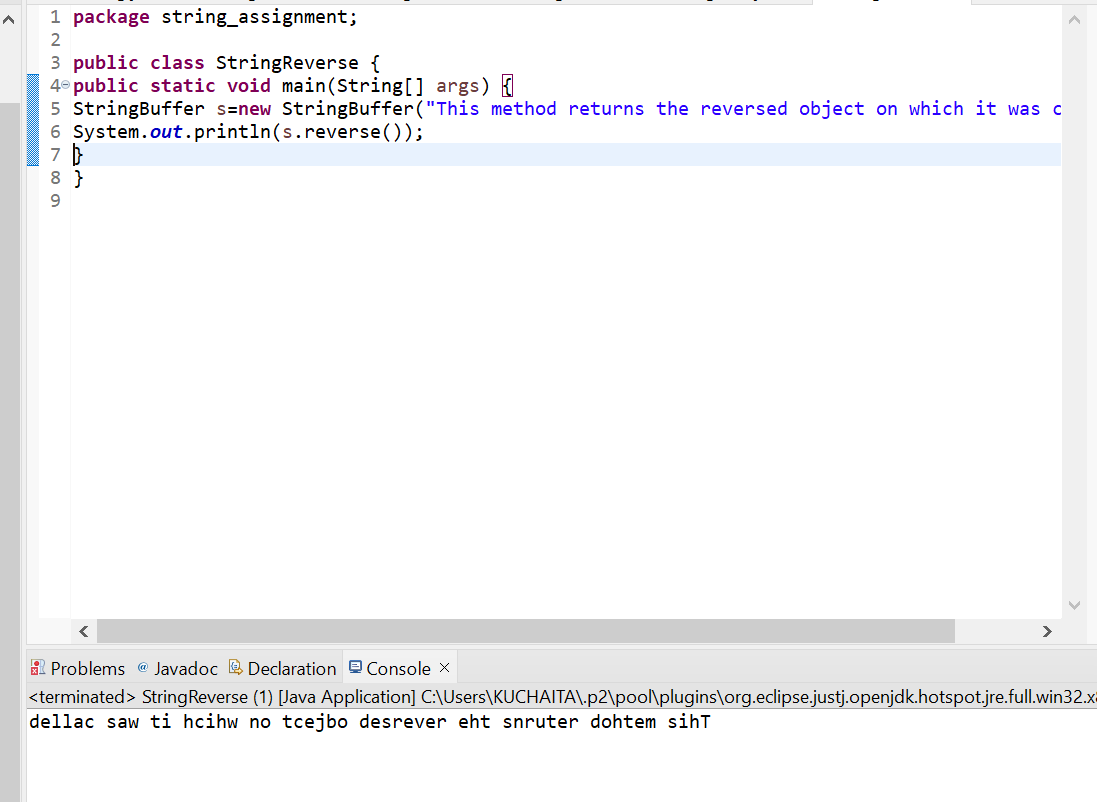 1 package string_assignment;
2
3 public class StringReverse {
4 public static void main(String[] args) {
5 StringBuffer s=new StringBuffer("This method returns the reversed object on which it was c
6 System.out.println(s.reverse());
7 }
8 }
9
Problems @ Javadoc Declaration Console
<terminated> StringReverse (1) [Java Application] C:\Users\KUCHAITA\.p2\pool\plugins\org.eclipse.justj.openjdk.hotspot.jre.full.win32.x8
dellac saw ti hcihw no tcejbo desrever eht snruter dohtem sihT